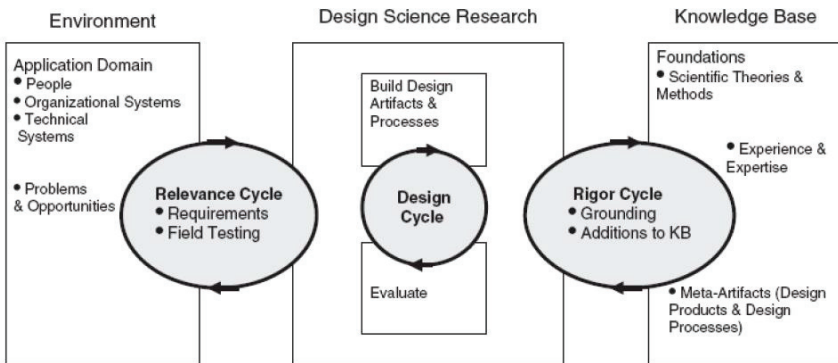 Environment
Design Science Research
Knowledge Base
Application Domain
• People
• Organizational Systems
• Technical
Systems
• Problems
& Opportunities
Relevance Cycle
• Requirements
• Field Testing
Build Design
Artifacts &
Processes
Design
Cycle
Evaluate
Rigor Cycle
• Grounding
• Additions to KB
Foundations
• Scientific Theories &
Methods
• Experience &
Expertise
• Meta-Artifacts (Design
Products & Design
Processes)